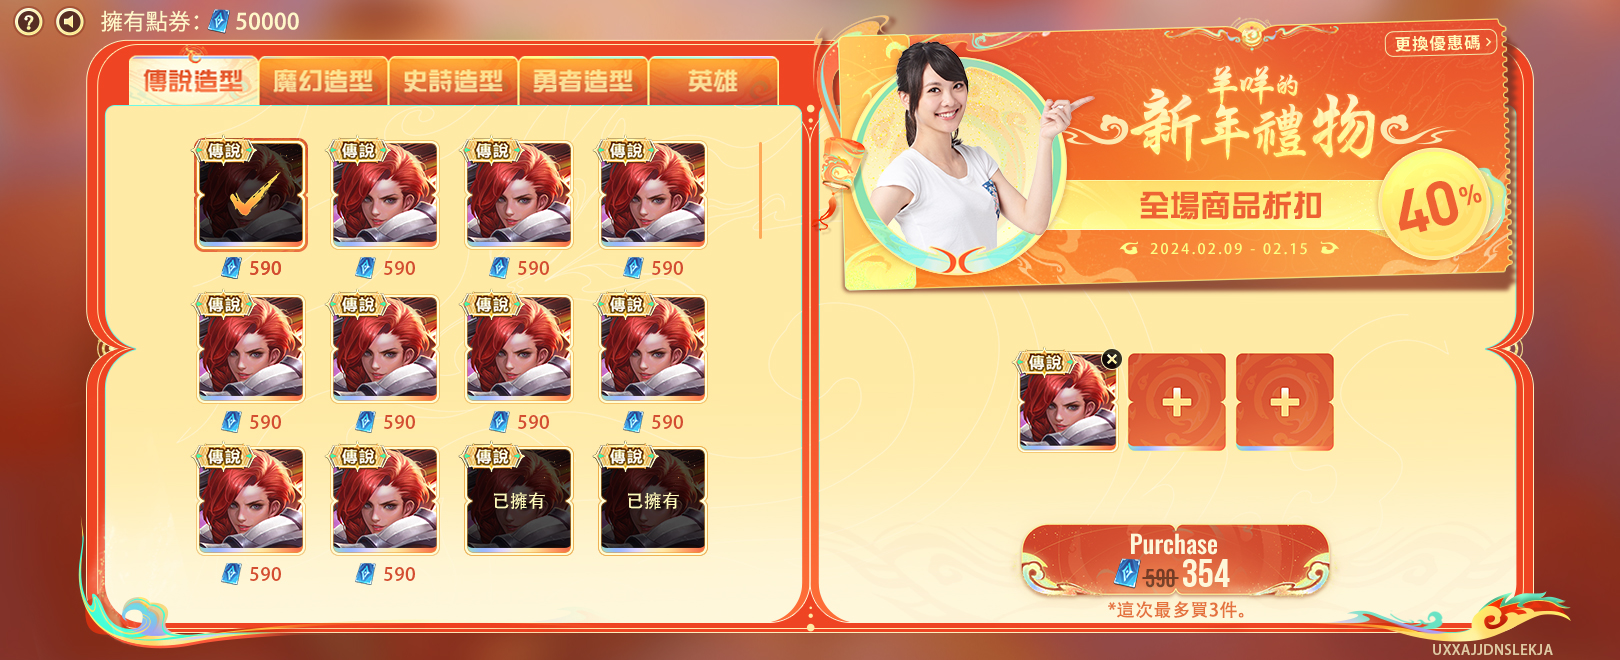 ?
擁有點券: 50000
傳說造型 魔幻造型 史詩造型 勇者造型 英雄
傳說 傳說 傳說 傳說
590 590 590 590
傳說 傳說 傳說 傳說
590 590 590 590
傳說 傳說 傳說 傳說
已擁有 已擁有
590 590
更換優惠碼 ›
羊咩的
新年禮物
全場商品折扣
40%
2024.02.09 - 02.15
傳說
Purchase
590 354
*這次最多買3件。
UXXAJJDNSLEKJA